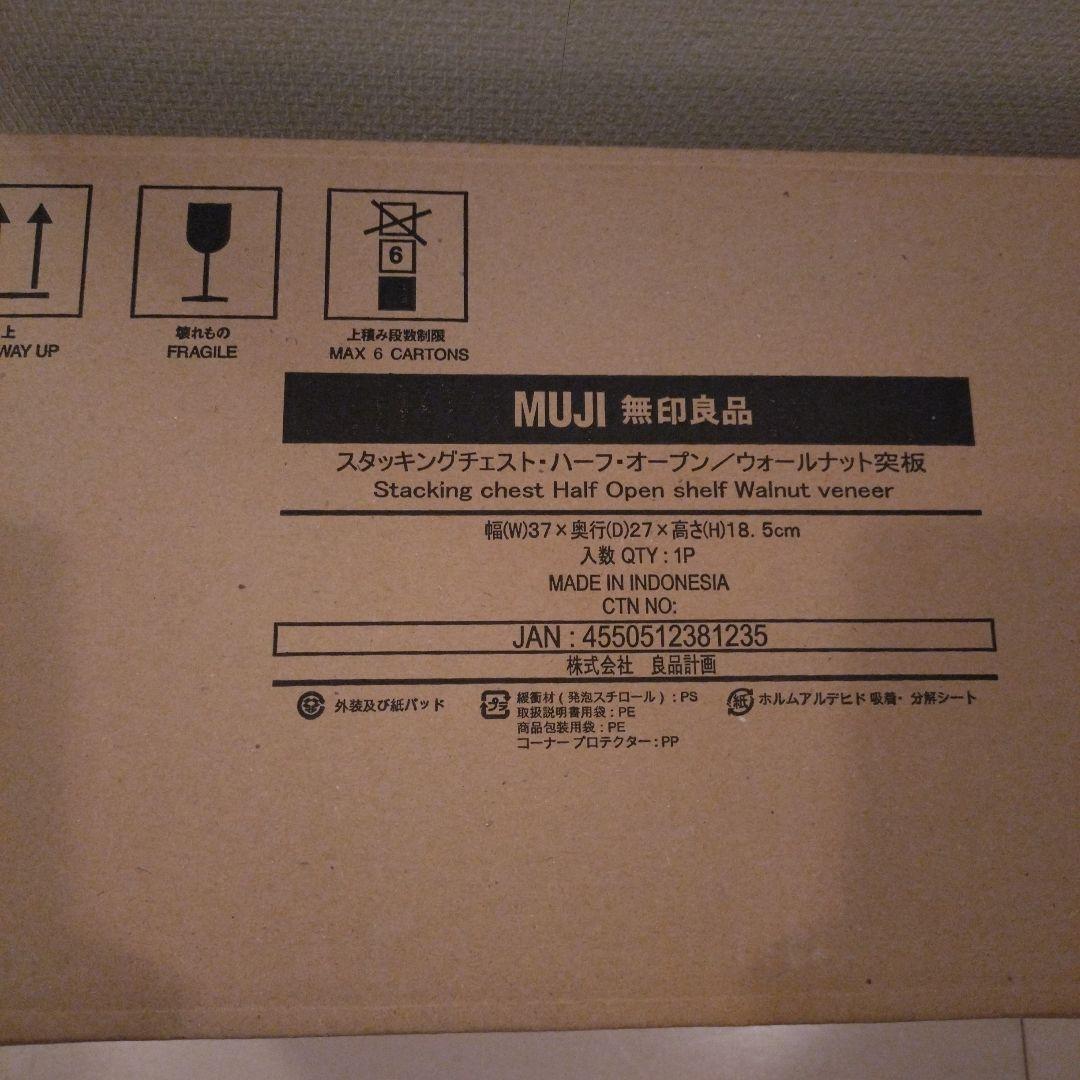 上
WAY UP
壊れもの
FRAGILE
6
上積み段数制限
MAX 6 CARTONS
MUJI 無印良品
スタッキングチェスト・ハーフ・オープン／ウォールナット突板
Stacking chest Half Open shelf Walnut veneer
幅(W)37×奥行(D)27×高さ(H)18.5cm
入数 QTY : 1P
MADE IN INDONESIA
CTN NO:
JAN : 4550512381235
株式会社 良品計画
外装及び紙パッド
プラ
緩衝材 ( 発泡スチロール ) : PS
取扱説明書用袋 : PE
商品包装用袋 : PE
コーナープロテクター : PP
紙
ホルムアルデヒド 吸着・分解シート